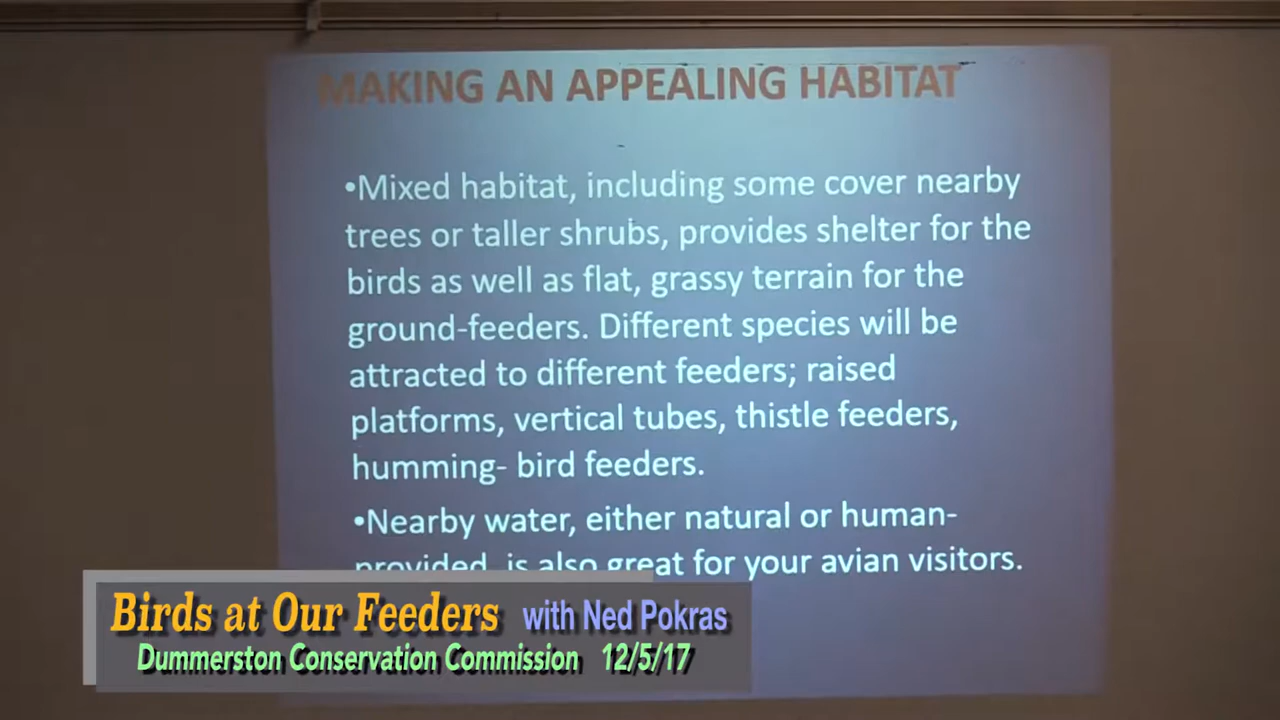 MAKING AN APPEALING HABITAT
•Mixed habitat, including some cover nearby
trees or taller shrubs, provides shelter for the
birds as well as flat, grassy terrain for the
ground-feeders. Different species will be
attracted to different feeders; raised
platforms, vertical tubes, thistle feeders,
humming- bird feeders.
•Nearby water, either natural or human-
provided, is also great for your avian visitors.
Birds at Our Feeders with Ned Pokras
Dummerston Conservation Commission 12/5/17